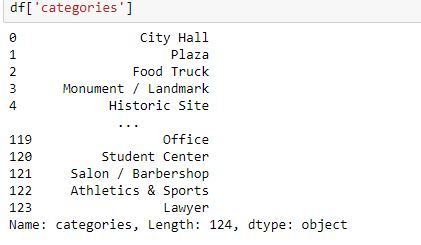 df['categories']
0 City Hall
1 Plaza
2 Food Truck
3 Monument / Landmark
4 Historic Site
...
119 Office
120 Student Center
121 Salon / Barbershop
122 Athletics & Sports
123 Lawyer
Name: categories, Length: 124, dtype: object